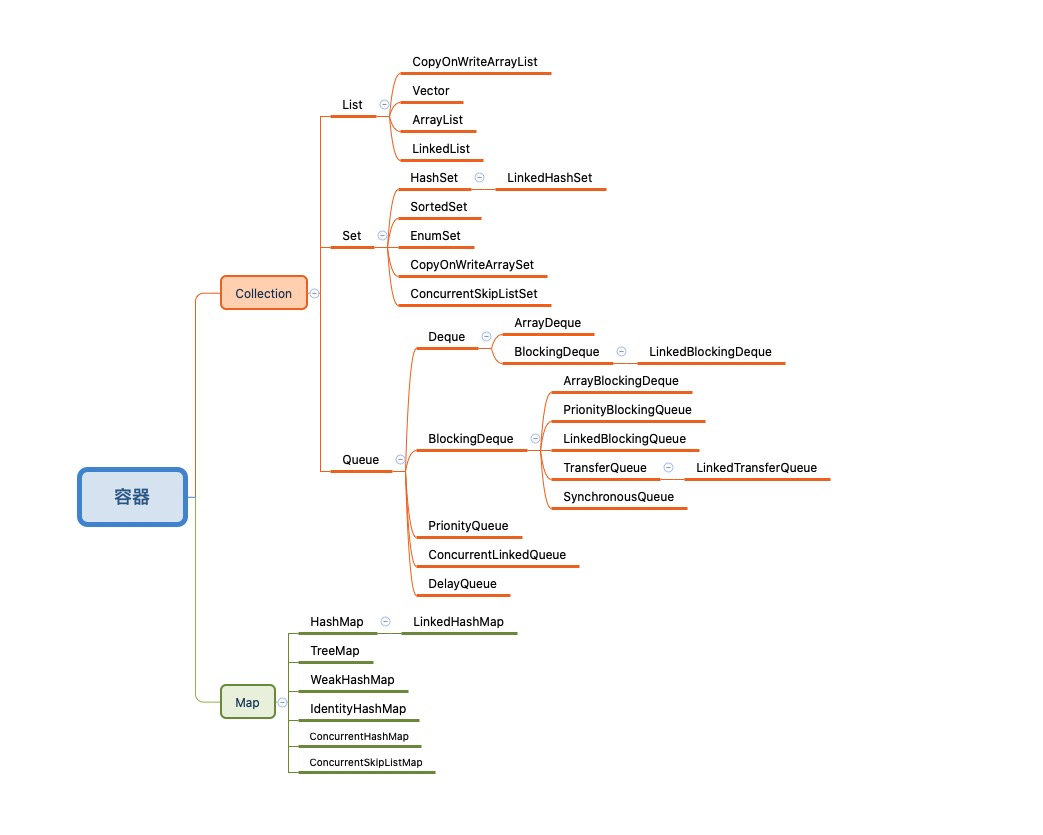 容器
Collection
List
CopyOnWriteArrayList
Vector
ArrayList
LinkedList
Set
HashSet
LinkedHashSet
SortedSet
EnumSet
CopyOnWriteArraySet
ConcurrentSkipListSet
Queue
Deque
ArrayDeque
BlockingDeque
LinkedBlockingDeque
BlockingDeque
ArrayBlockingDeque
PrionityBlockingQueue
LinkedBlockingQueue
TransferQueue
LinkedTransferQueue
SynchronousQueue
PrionityQueue
ConcurrentLinkedQueue
DelayQueue
Map
HashMap
LinkedHashMap
TreeMap
WeakHashMap
IdentityHashMap
ConcurrentHashMap
ConcurrentSkipListMap